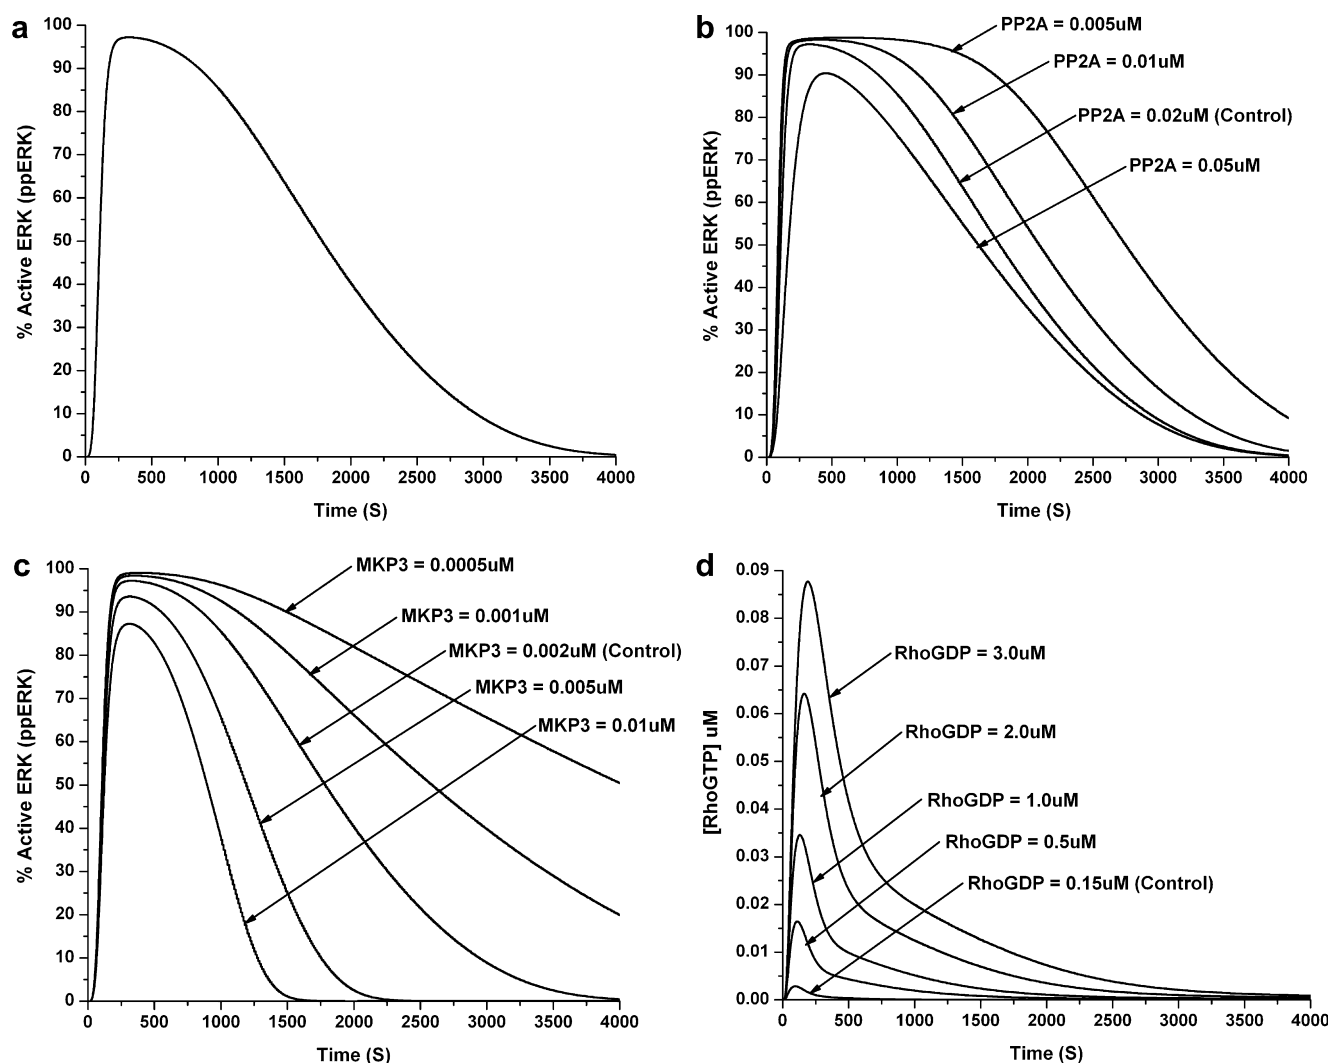 a
100
90
80
70
60
50
40
30
20
10
0
% Active ERK (ppERK)
0 500 1000 1500 2000 2500 3000 3500 4000
Time (S)
b
100
90
80
70
60
50
40
30
20
10
0
% Active ERK (ppERK)
PP2A = 0.005uM
PP2A = 0.01uM
PP2A = 0.02uM (Control)
PP2A = 0.05uM
0 500 1000 1500 2000 2500 3000 3500 4000
Time (S)
c
100
90
80
70
60
50
40
30
20
10
0
% Active ERK (ppERK)
MKP3 = 0.0005uM
MKP3 = 0.001uM
MKP3 = 0.002uM (Control)
MKP3 = 0.005uM
MKP3 = 0.01uM
0 500 1000 1500 2000 2500 3000 3500 4000
Time (S)
d
0.09
0.08
0.07
0.06
0.05
0.04
0.03
0.02
0.01
0.00
[RhoGTP] uM
RhoGDP = 3.0uM
RhoGDP = 2.0uM
RhoGDP = 1.0uM
RhoGDP = 0.5uM
RhoGDP = 0.15uM (Control)
0 500 1000 1500 2000 2500 3000 3500 4000
Time (S)